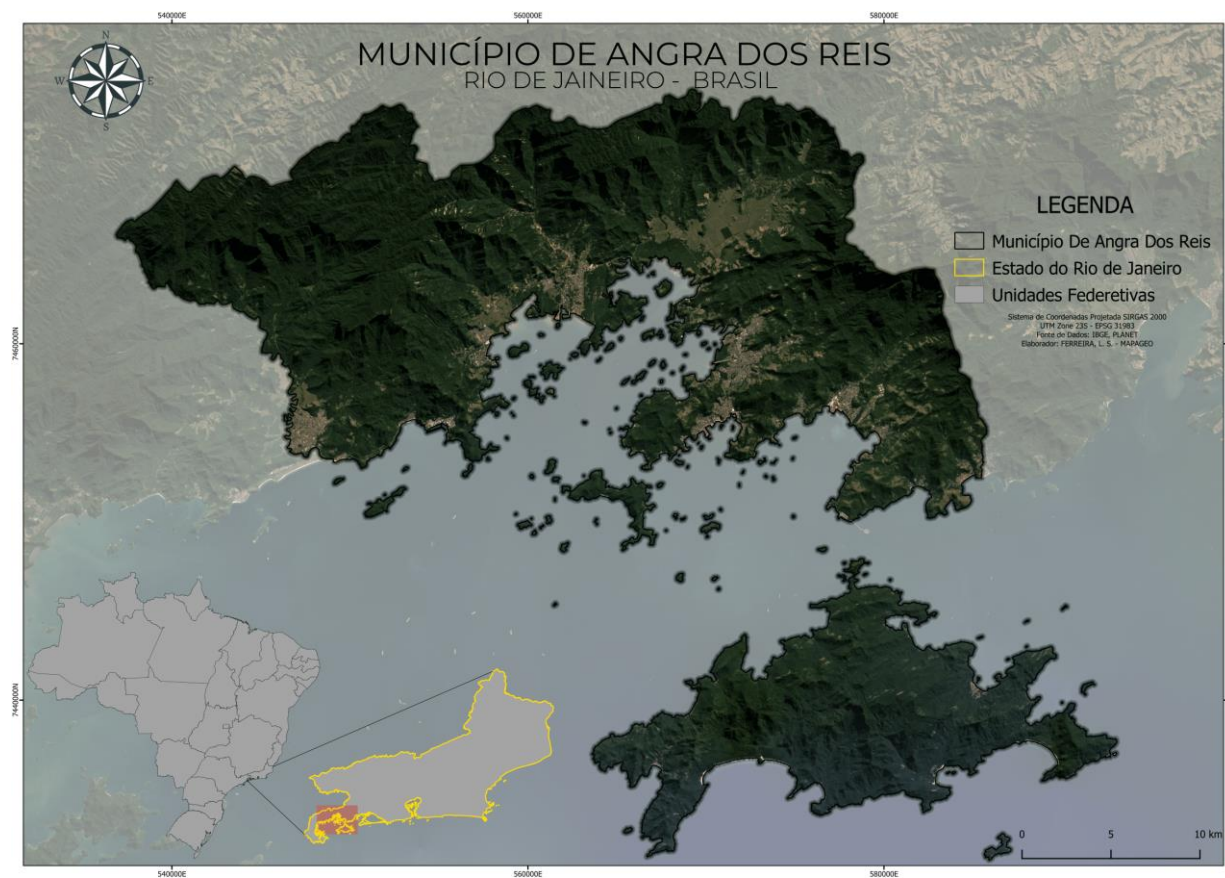 540000E
560000E
580000E
MUNICÍPIO DE ANGRA DOS REIS
RIO DE JAINEIRO - BRASIL
N
W
E
S
LEGENDA
Município De Angra Dos Reis
Estado do Rio de Janeiro
Unidades Federetivas
Sistema de Coordenadas Projetada SIRGAS 2000
UTM Zone 23S - EPSG 31983
Fonte de Dados: IBGE, PLANET
Elaborador: FERREIRA, L. S. - MAPAGEO
7460000N
7460000N
7440000N
7440000N
0
5
10 km
540000E
560000E
580000E